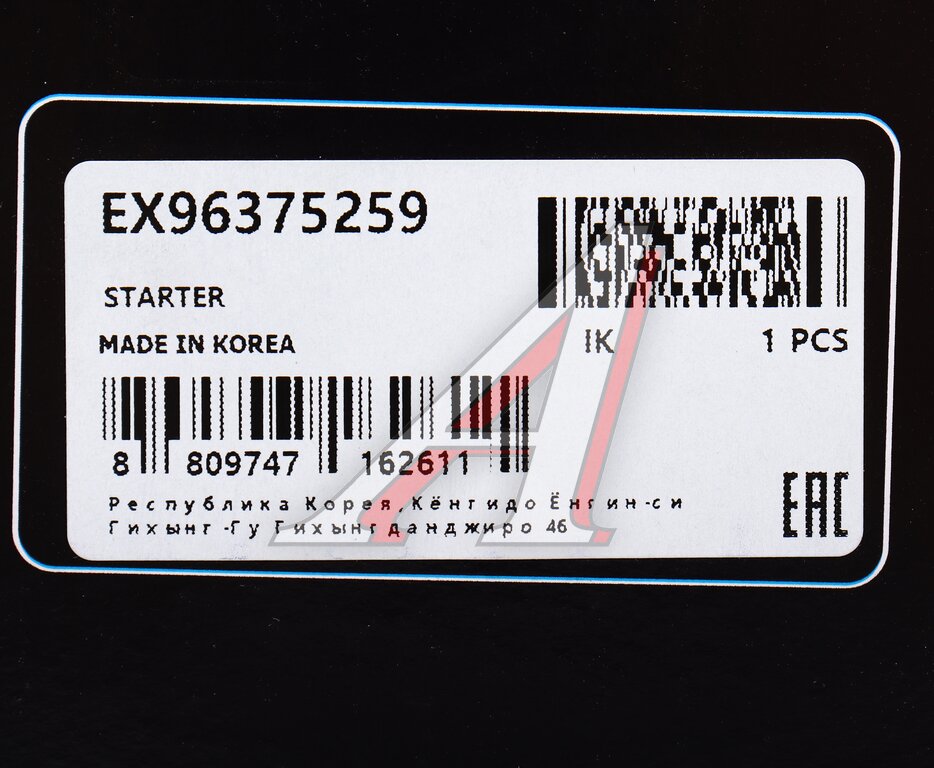 EX96375259
STARTER
MADE IN KOREA
IK 1 PCS
8 809747 162611
Республика Корея,Кёнгидо Ёнгин-си
Гихынг-Гу Гихынгданджиро 46
EAC